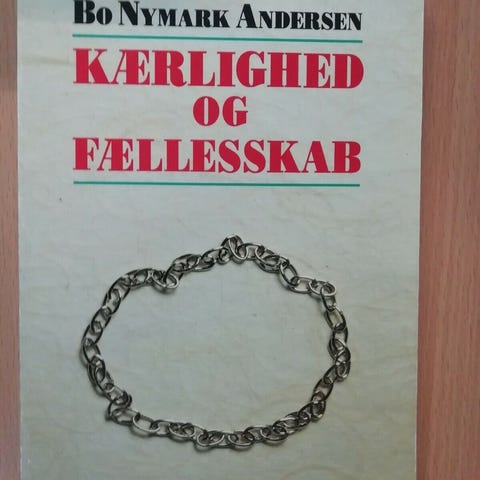 BO NYMARK ANDERSEN
KÆRLIGHED
OG
FÆLLESSKAB